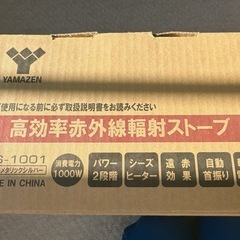 YAMAZEN
使用になる前に必ず取扱説明書をお読みください
高効率赤外線輻射ストーブ
S-1001
メタリックシルバー
消費電力
1000W
パワー
2段階
シーズ
ヒーター
遠赤
効果
自動
首振り
MADE IN CHINA